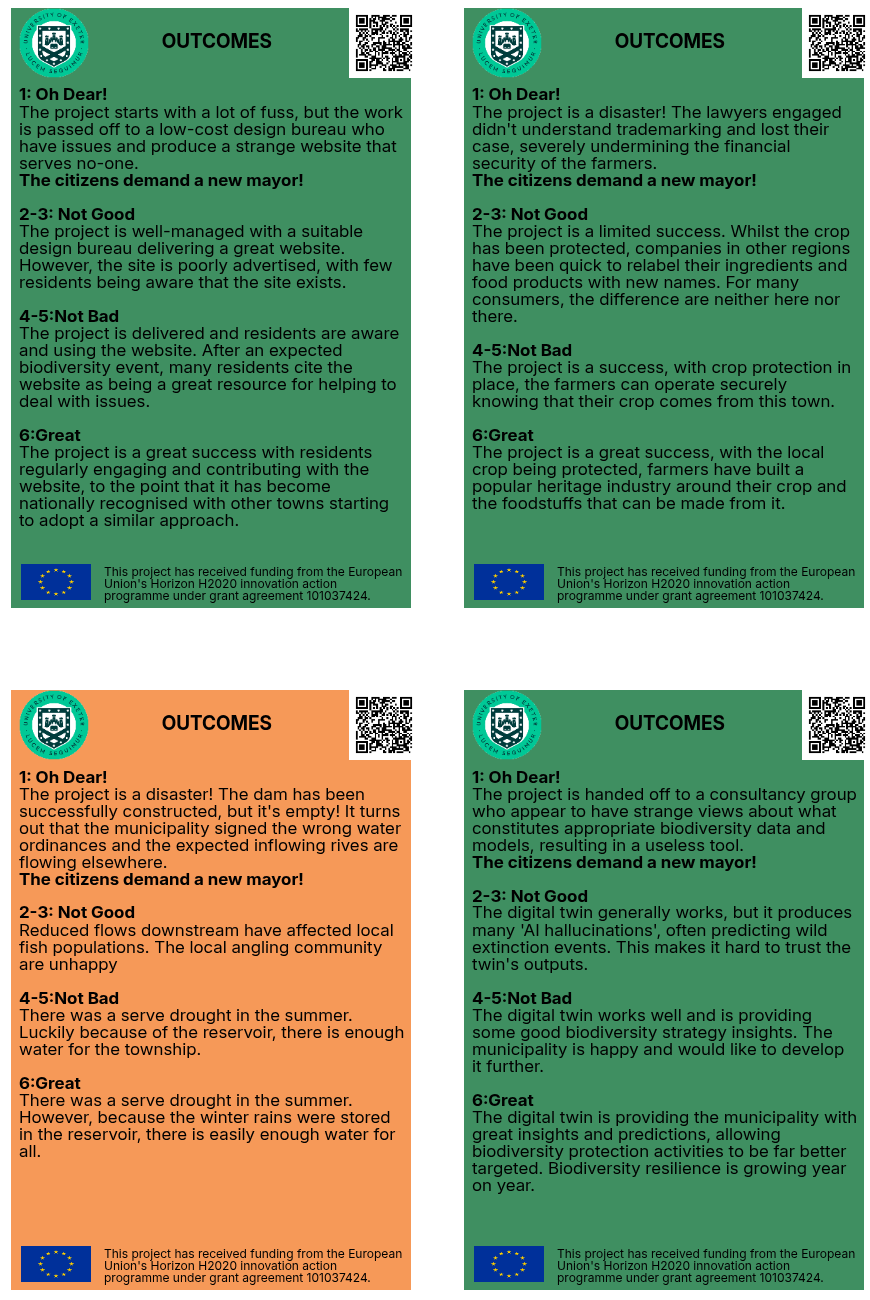 UNIVERSITY OF EXETER
LUCEM SEQUIMUR
OUTCOMES
1: Oh Dear!
The project starts with a lot of fuss, but the work
is passed off to a low-cost design bureau who
have issues and produce a strange website that
serves no-one.
The citizens demand a new mayor!
2-3: Not Good
The project is well-managed with a suitable
design bureau delivering a great website.
However, the site is poorly advertised, with few
residents being aware that the site exists.
4-5:Not Bad
The project is delivered and residents are aware
and using the website. After an expected
biodiversity event, many residents cite the
website as being a great resource for helping to
deal with issues.
6:Great
The project is a great success with residents
regularly engaging and contributing with the
website, to the point that it has become
nationally recognised with other towns starting
to adopt a similar approach.
This project has received funding from the European
Union's Horizon H2020 innovation action
programme under grant agreement 101037424.
UNIVERSITY OF EXETER
LUCEM SEQUIMUR
OUTCOMES
1: Oh Dear!
The project is a disaster! The lawyers engaged
didn't understand trademarking and lost their
case, severely undermining the financial
security of the farmers.
The citizens demand a new mayor!
2-3: Not Good
The project is a limited success. Whilst the crop
has been protected, companies in other regions
have been quick to relabel their ingredients and
food products with new names. For many
consumers, the difference are neither here nor
there.
4-5:Not Bad
The project is a success, with crop protection in
place, the farmers can operate securely
knowing that their crop comes from this town.
6:Great
The project is a great success, with the local
crop being protected, farmers have built a
popular heritage industry around their crop and
the foodstuffs that can be made from it.
This project has received funding from the European
Union's Horizon H2020 innovation action
programme under grant agreement 101037424.
UNIVERSITY OF EXETER
LUCEM SEQUIMUR
OUTCOMES
1: Oh Dear!
The project is a disaster! The dam has been
successfully constructed, but it's empty! It turns
out that the municipality signed the wrong water
ordinances and the expected inflowing rives are
flowing elsewhere.
The citizens demand a new mayor!
2-3: Not Good
Reduced flows downstream have affected local
fish populations. The local angling community
are unhappy
4-5:Not Bad
There was a serve drought in the summer.
Luckily because of the reservoir, there is enough
water for the township.
6:Great
There was a serve drought in the summer.
However, because the winter rains were stored
in the reservoir, there is easily enough water for
all.
This project has received funding from the European
Union's Horizon H2020 innovation action
programme under grant agreement 101037424.
UNIVERSITY OF EXETER
LUCEM SEQUIMUR
OUTCOMES
1: Oh Dear!
The project is handed off to a consultancy group
who appear to have strange views about what
constitutes appropriate biodiversity data and
models, resulting in a useless tool.
The citizens demand a new mayor!
2-3: Not Good
The digital twin generally works, but it produces
many 'AI hallucinations', often predicting wild
extinction events. This makes it hard to trust the
twin's outputs.
4-5:Not Bad
The digital twin works well and is providing
some good biodiversity strategy insights. The
municipality is happy and would like to develop
it further.
6:Great
The digital twin is providing the municipality with
great insights and predictions, allowing
biodiversity protection activities to be far better
targeted. Biodiversity resilience is growing year
on year.
This project has received funding from the European
Union's Horizon H2020 innovation action
programme under grant agreement 101037424.